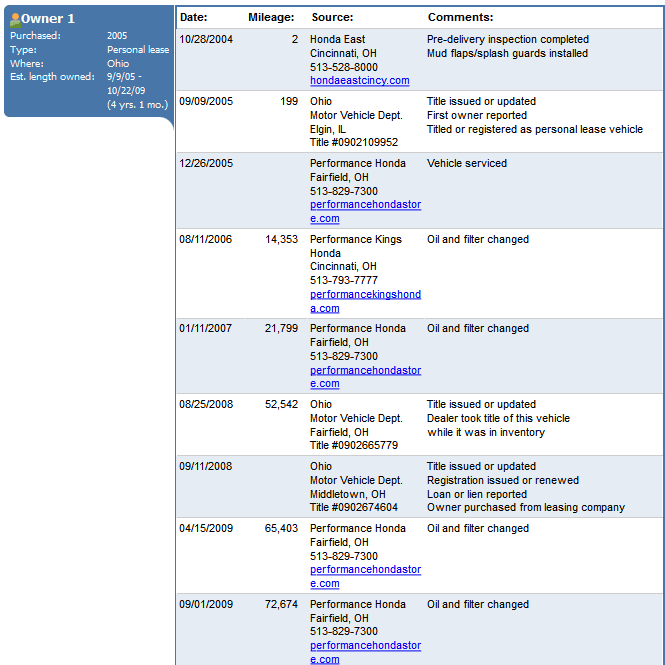 Owner 1
Purchased: 2005
Type: Personal lease
Where: Ohio
Est. length owned: 9/9/05 -
10/22/09
(4 yrs. 1 mo.)
Date: Mileage: Source: Comments:
10/28/2004 2 Honda East Pre-delivery inspection completed
Cincinnati, OH Mud flaps/splash guards installed
513-528-8000
hondaeastcincy.com
09/09/2005 199 Ohio Title issued or updated
Motor Vehicle Dept. First owner reported
Elgin, IL Titled or registered as personal lease vehicle
Title #0902109952
12/26/2005 Performance Honda Vehicle serviced
Fairfield, OH
513-829-7300
performancehondastor
e.com
08/11/2006 14,353 Performance Kings Oil and filter changed
Honda
Cincinnati, OH
513-793-7777
performancekingshond
a.com
01/11/2007 21,799 Performance Honda Oil and filter changed
Fairfield, OH
513-829-7300
performancehondastor
e.com
08/25/2008 52,542 Ohio Title issued or updated
Motor Vehicle Dept. Dealer took title of this vehicle
Fairfield, OH while it was in inventory
Title #0902665779
09/11/2008 Ohio Title issued or updated
Motor Vehicle Dept. Registration issued or renewed
Middletown, OH Loan or lien reported
Title #0902674604 Owner purchased from leasing company
04/15/2009 65,403 Performance Honda Oil and filter changed
Fairfield, OH
513-829-7300
performancehondastor
e.com
09/01/2009 72,674 Performance Honda Oil and filter changed
Fairfield, OH
513-829-7300
performancehondastor
e.com